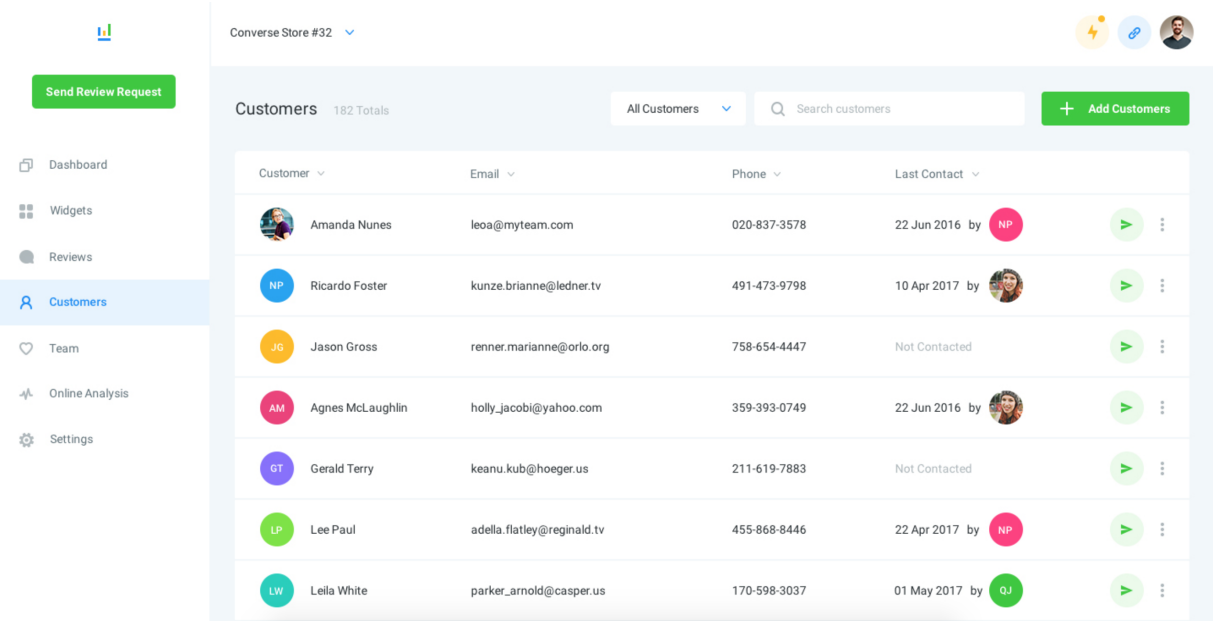 Converse Store #32
Send Review Request
Dashboard
Widgets
Reviews
Customers
Team
Online Analysis
Settings
Customers 182 Totals
All Customers
Search customers
Add Customers
Customer Email Phone Last Contact
Amanda Nunes leoa@myteam.com 020-837-3578 22 Jun 2016 by NP
NP Ricardo Foster kunze.brianne@ledner.tv 491-473-9798 10 Apr 2017 by
JG Jason Gross renner.marianne@orlo.org 758-654-4447 Not Contacted
AM Agnes McLaughlin holly_jacobi@yahoo.com 359-393-0749 22 Jun 2016 by
GT Gerald Terry keanu.kub@hoeger.us 211-619-7883 Not Contacted
LP Lee Paul adella.flatley@reginald.tv 455-868-8446 22 Apr 2017 by NP
LW Leila White parker_arnold@casper.us 170-598-3037 01 May 2017 by QJ